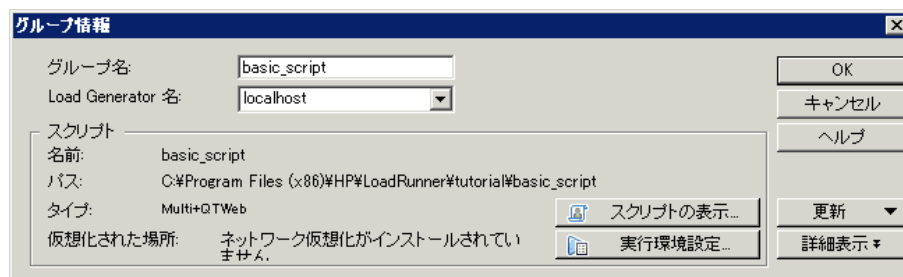 グループ情報
グループ名: basic_script OK
Load Generator 名: localhost キャンセル
スクリプト ヘルプ
名前: basic_script
パス: C:¥Program Files (x86)¥HP¥LoadRunner¥tutorial¥basic_script
タイプ: Multi+QTWeb スクリプトの表示... 更新
仮想化された場所: ネットワーク仮想化がインストールされてい 実行環境設定... 詳細表示
ません.